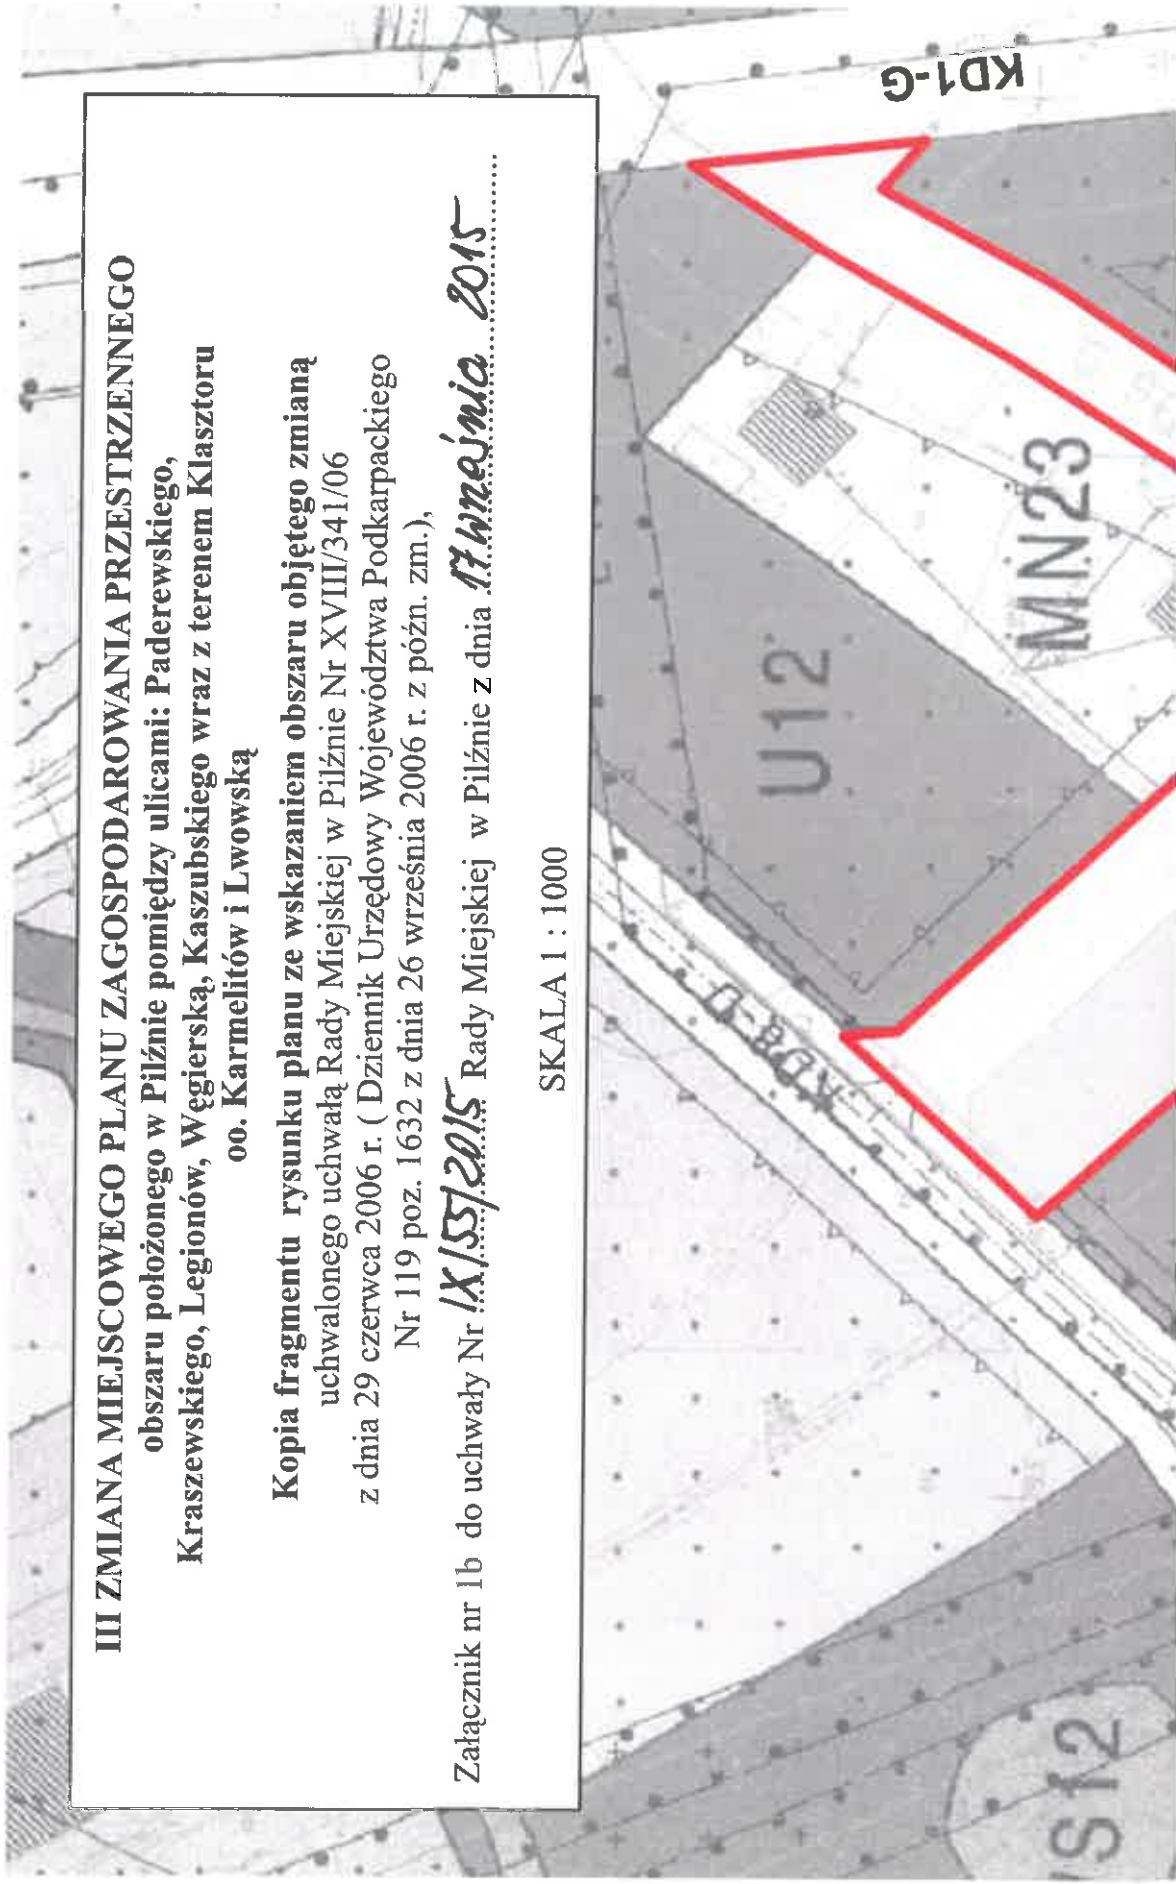 III ZMIANA MIEJSCOWEGO PLANU ZAGOSPODAROWANIA PRZESTRZENNEGO
obszaru położonego w Pilźnie pomiędzy ulicami: Paderewskiego,
Kraszewskiego, Legionów, Węgierską, Kaszubskiego wraz z terenem Klasztoru
oo. Karmelitów i Lwowską
Kopia fragmentu rysunku planu ze wskazaniem obszaru objętego zmianą
uchwalonego uchwałą Rady Miejskiej w Pilźnie Nr XVIII/341/06
z dnia 29 czerwca 2006 r. ( Dziennik Urzędowy Województwa Podkarpackiego
Nr 119 poz. 1632 z dnia 26 września 2006 r. z późn. zm.),
Załącznik nr 1b do uchwały Nr IX/55/2015 Rady Miejskiej w Pilźnie z dnia 17 września 2015
SKALA 1 : 1000
KD1-G
U12
MN23
KD8-D
US12